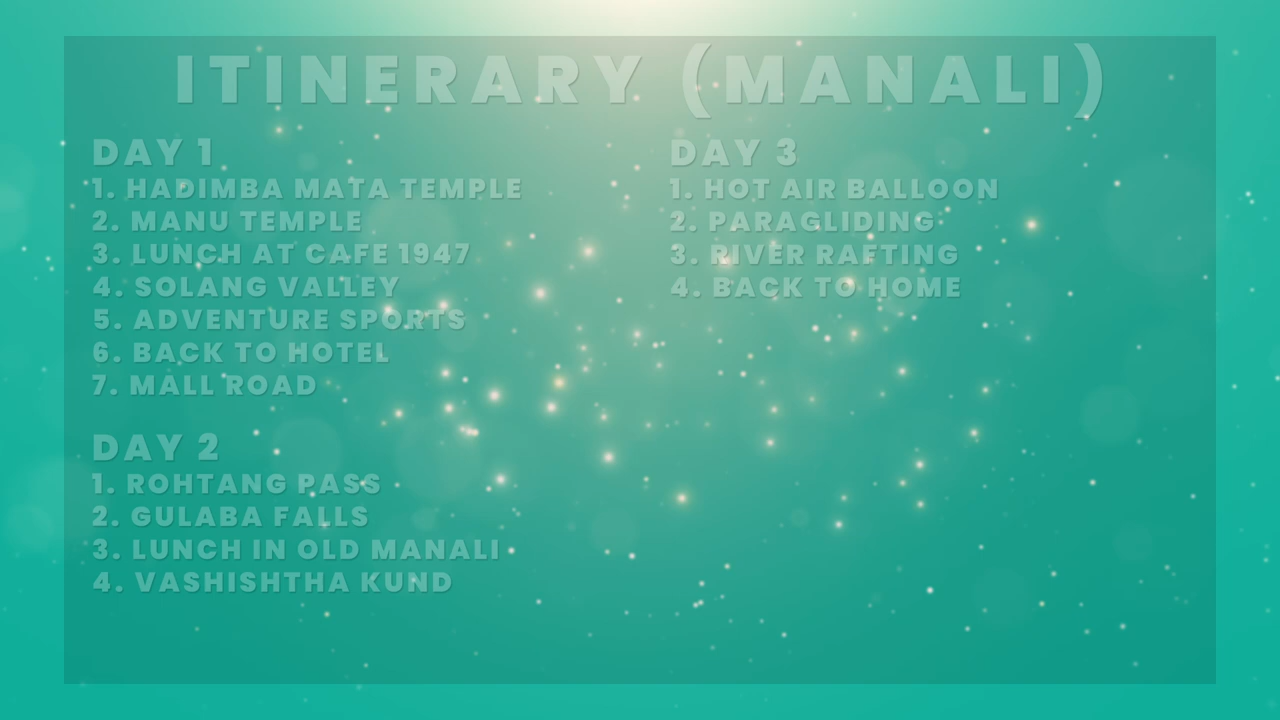 ITINERARY (MANALI)
DAY 1
1. HADIMBA MATA TEMPLE
2. MANU TEMPLE
3. LUNCH AT CAFE 1947
4. SOLANG VALLEY
5. ADVENTURE SPORTS
6. BACK TO HOTEL
7. MALL ROAD
DAY 2
1. ROHTANG PASS
2. GULABA FALLS
3. LUNCH IN OLD MANALI
4. VASHISHTHA KUND
DAY 3
1. HOT AIR BALLOON
2. PARAGLIDING
3. RIVER RAFTING
4. BACK TO HOME